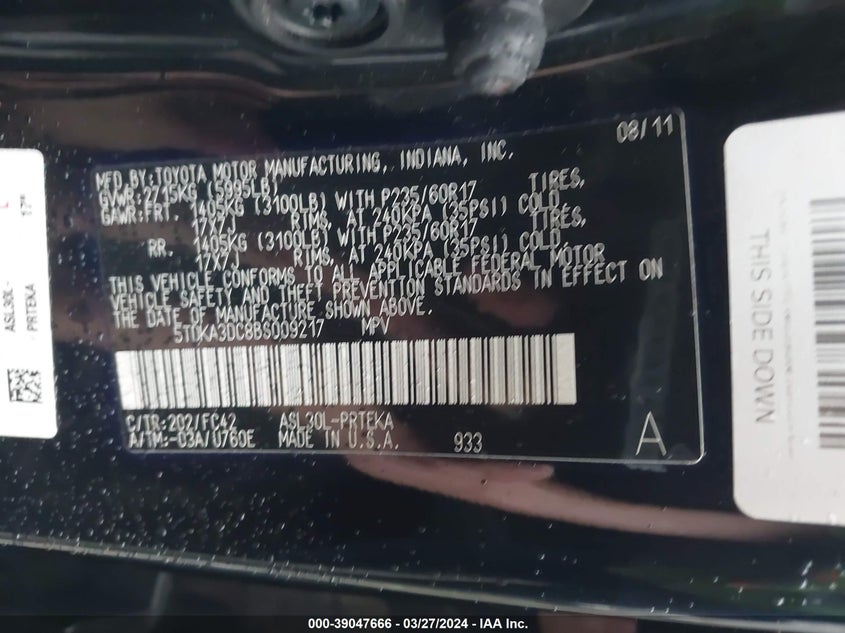 08/11
MFD BY:TOYOTA MOTOR MANUFACTURING, INDIANA, INC.
GVWR:2715KG (5995LB)
GAWR:FRT. 1405KG (3100LB) WITH P235/60R17 TIRES,
17X7J RIMS, AT 240KPA (35PSI) COLD
RR. 1405KG (3100LB) WITH P235/60R17 TIRES,
17X7J RIMS, AT 240KPA (35PSI) COLD,
THIS VEHICLE CONFORMS TO ALL APPLICABLE FEDERAL MOTOR
VEHICLE SAFETY AND THEFT PREVENTION STANDARDS IN EFFECT ON
THE DATE OF MANUFACTURE SHOWN ABOVE.
5TDKA3DC8BS009217 MPV
C/TR:202/FC42 ASL30L-PRTEKA
A/TM:-03A/U760E MADE IN U.S.A. 933
A
ASL30L-
PRTEKA
L
17"
THIS SIDE DOWN
000-39047666 - 03/27/2024 - IAA Inc.